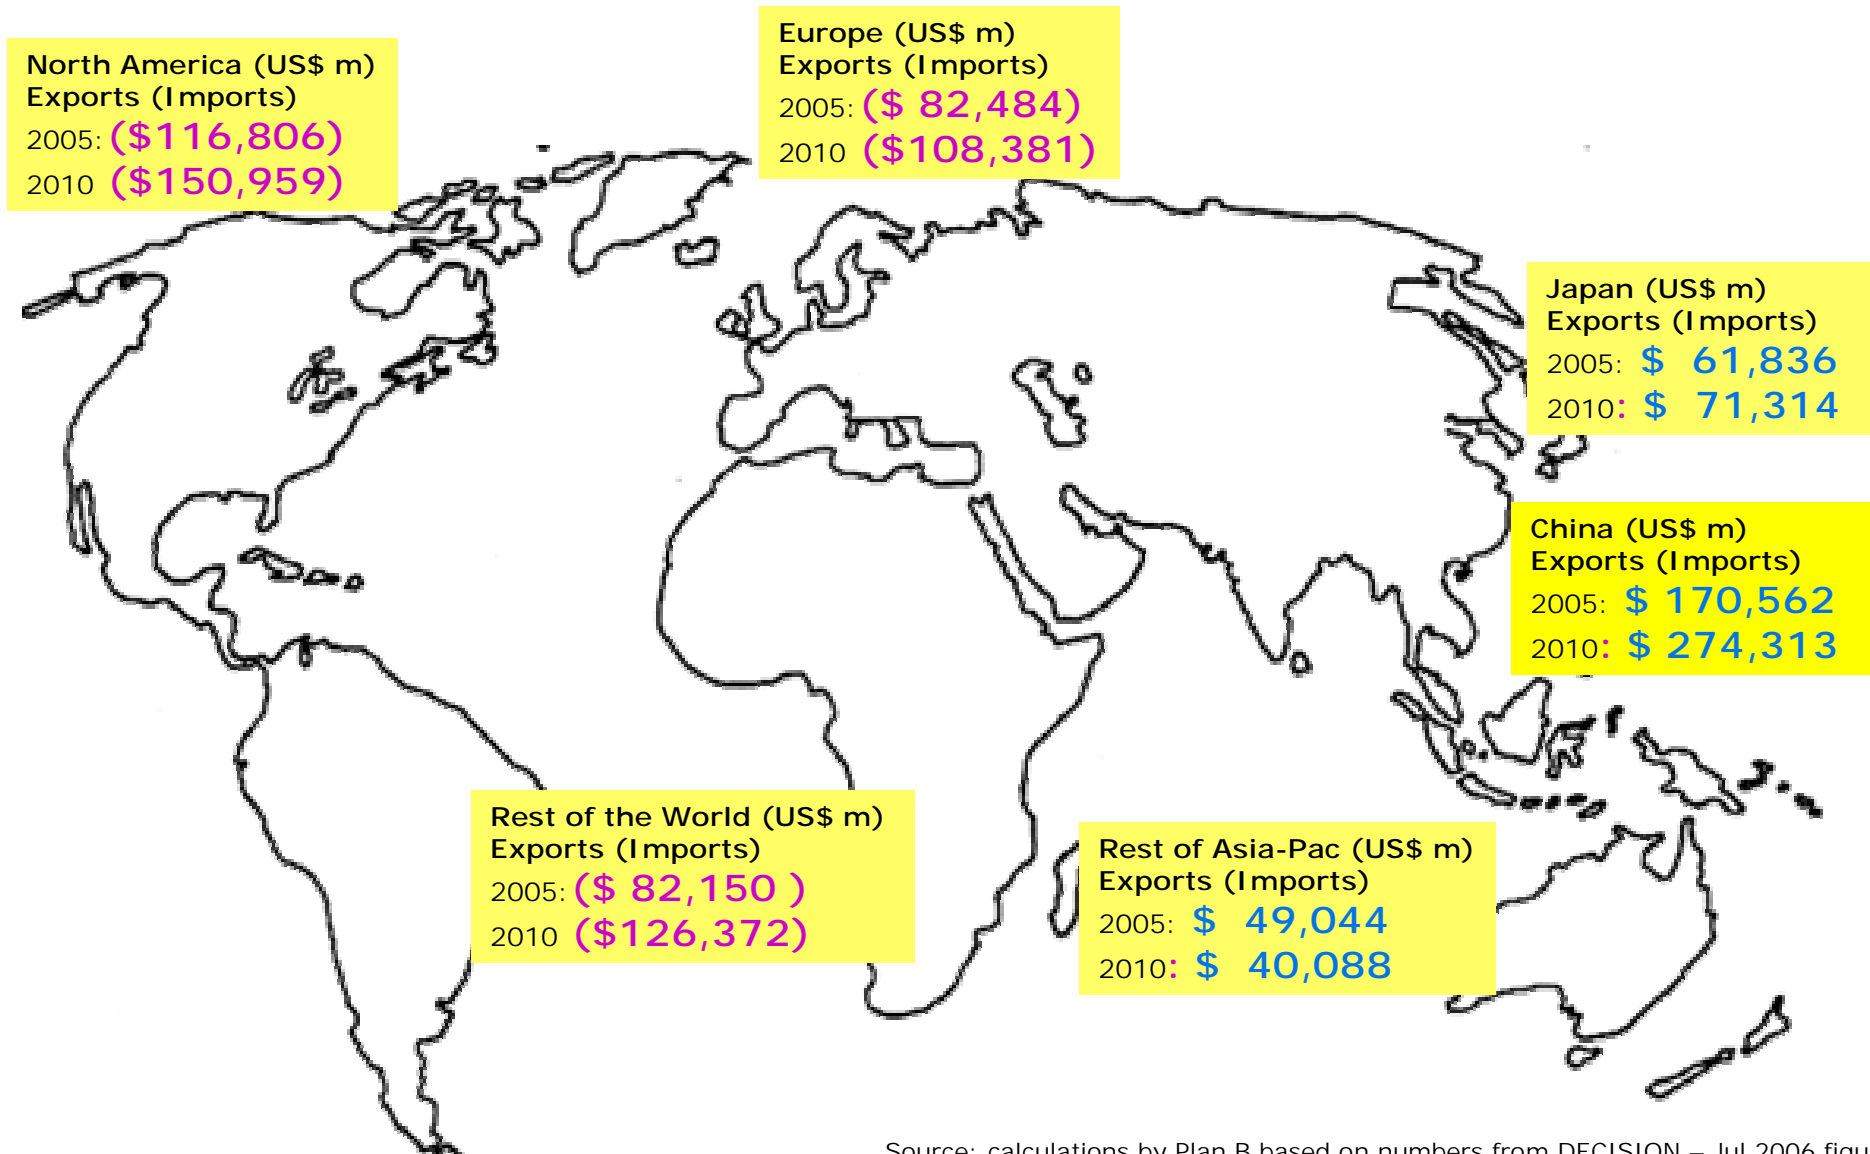 North America (US$ m)
Exports (Imports)
2005: ($116,806)
2010 ($150,959)
Europe (US$ m)
Exports (Imports)
2005: ($ 82,484)
2010 ($108,381)
Japan (US$ m)
Exports (Imports)
2005: $ 61,836
2010: $ 71,314
China (US$ m)
Exports (Imports)
2005: $ 170,562
2010: $ 274,313
Rest of the World (US$ m)
Exports (Imports)
2005: ($ 82,150 )
2010 ($126,372)
Rest of Asia-Pac (US$ m)
Exports (Imports)
2005: $ 49,044
2010: $ 40,088
Source: calculations by Plan B based on numbers from DECISION – Jul 2006